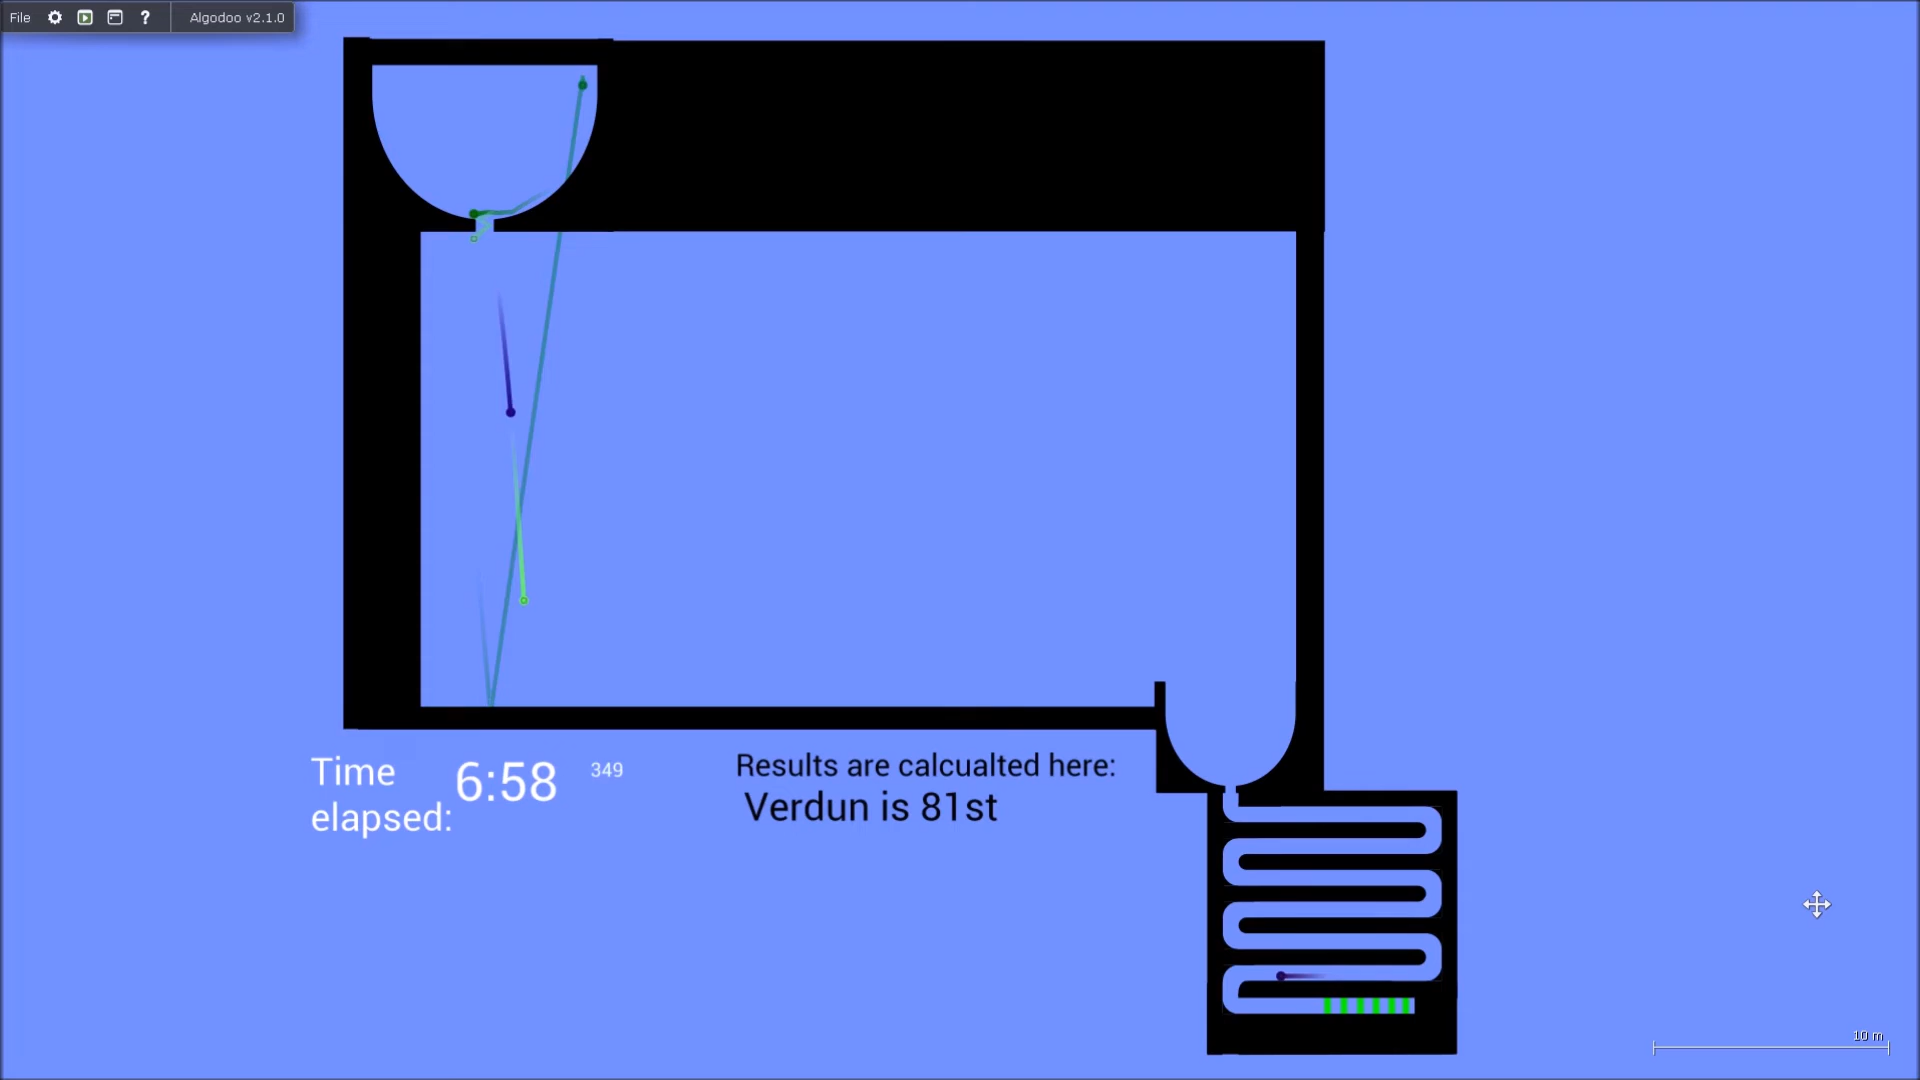 File ? Algodoo v2.1.0
Time elapsed: 6:58 349
Results are calcualted here:
Verdun is 81st
10 m